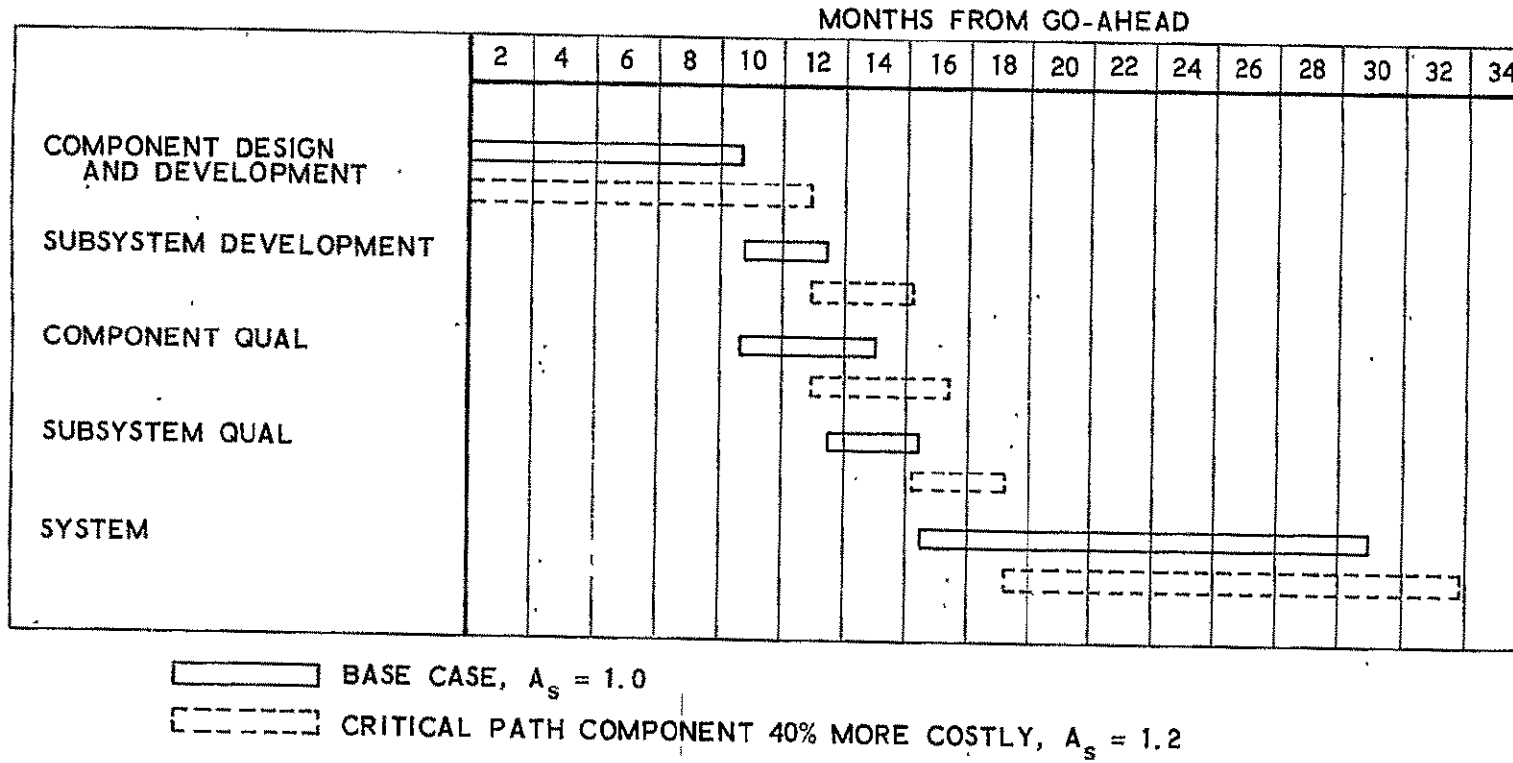 MONTHS FROM GO-AHEAD
2 4 6 8 10 12 14 16 18 20 22 24 26 28 30 32 34
COMPONENT DESIGN
AND DEVELOPMENT
SUBSYSTEM DEVELOPMENT
COMPONENT QUAL
SUBSYSTEM QUAL
SYSTEM
BASE CASE, As = 1.0
CRITICAL PATH COMPONENT 40% MORE COSTLY, As = 1.2